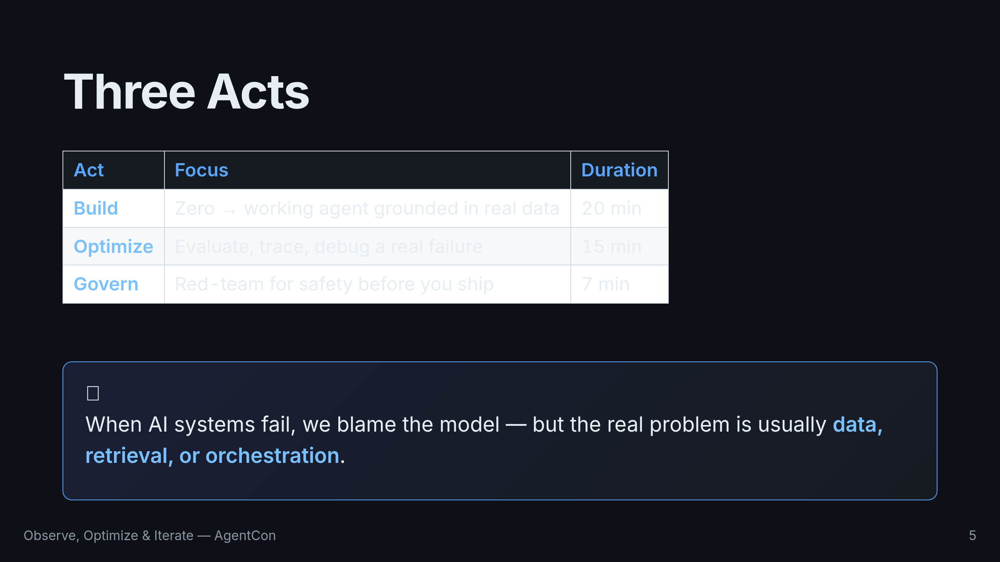 Three Acts
Act Focus Duration
Build Zero → working agent grounded in real data 20 min
Optimize Evaluate, trace, debug a real failure 15 min
Govern Red-team for safety before you ship 7 min
When AI systems fail, we blame the model — but the real problem is usually data,
retrieval, or orchestration.
Observe, Optimize & Iterate — AgentCon 5